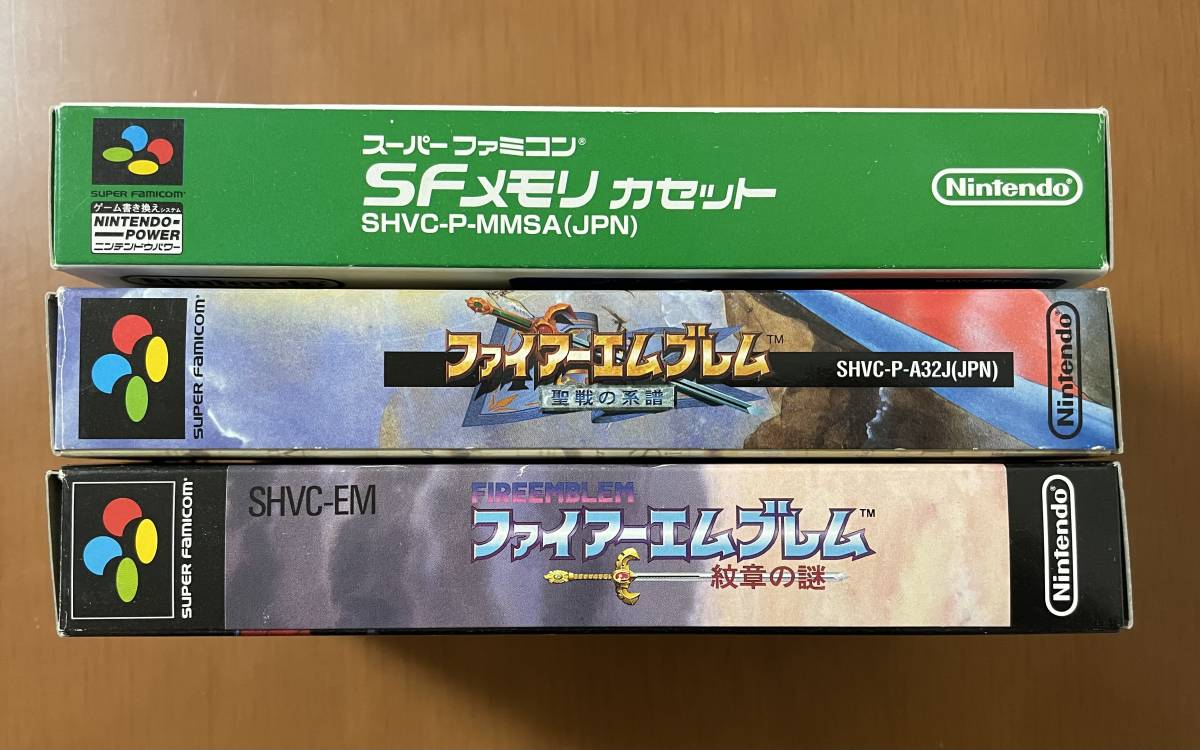 SUPER FAMICOM
ゲーム書き換えシステム
NINTENDO
POWER
ニンテンドウパワー
スーパーファミコン®
SFメモリ カセット
SHVC-P-MMSA(JPN)
Nintendo®
SUPER FAMICOM®
ファイアーエムブレム™
聖戦の系譜
SHVC-P-A32J(JPN)
Nintendo®
SUPER FAMICOM®
SHVC-EM
FIREEMBLEM
ファイアーエムブレム™
紋章の謎
Nintendo®